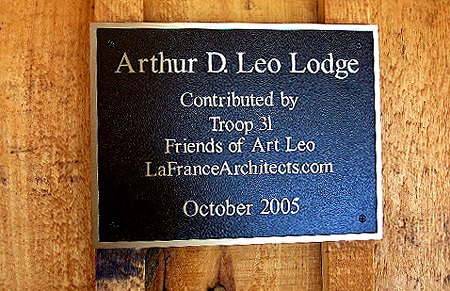 Arthur D. Leo Lodge
Contributed by
Troop 31
Friends of Art Leo
LaFranceArchitects.com
October 2005